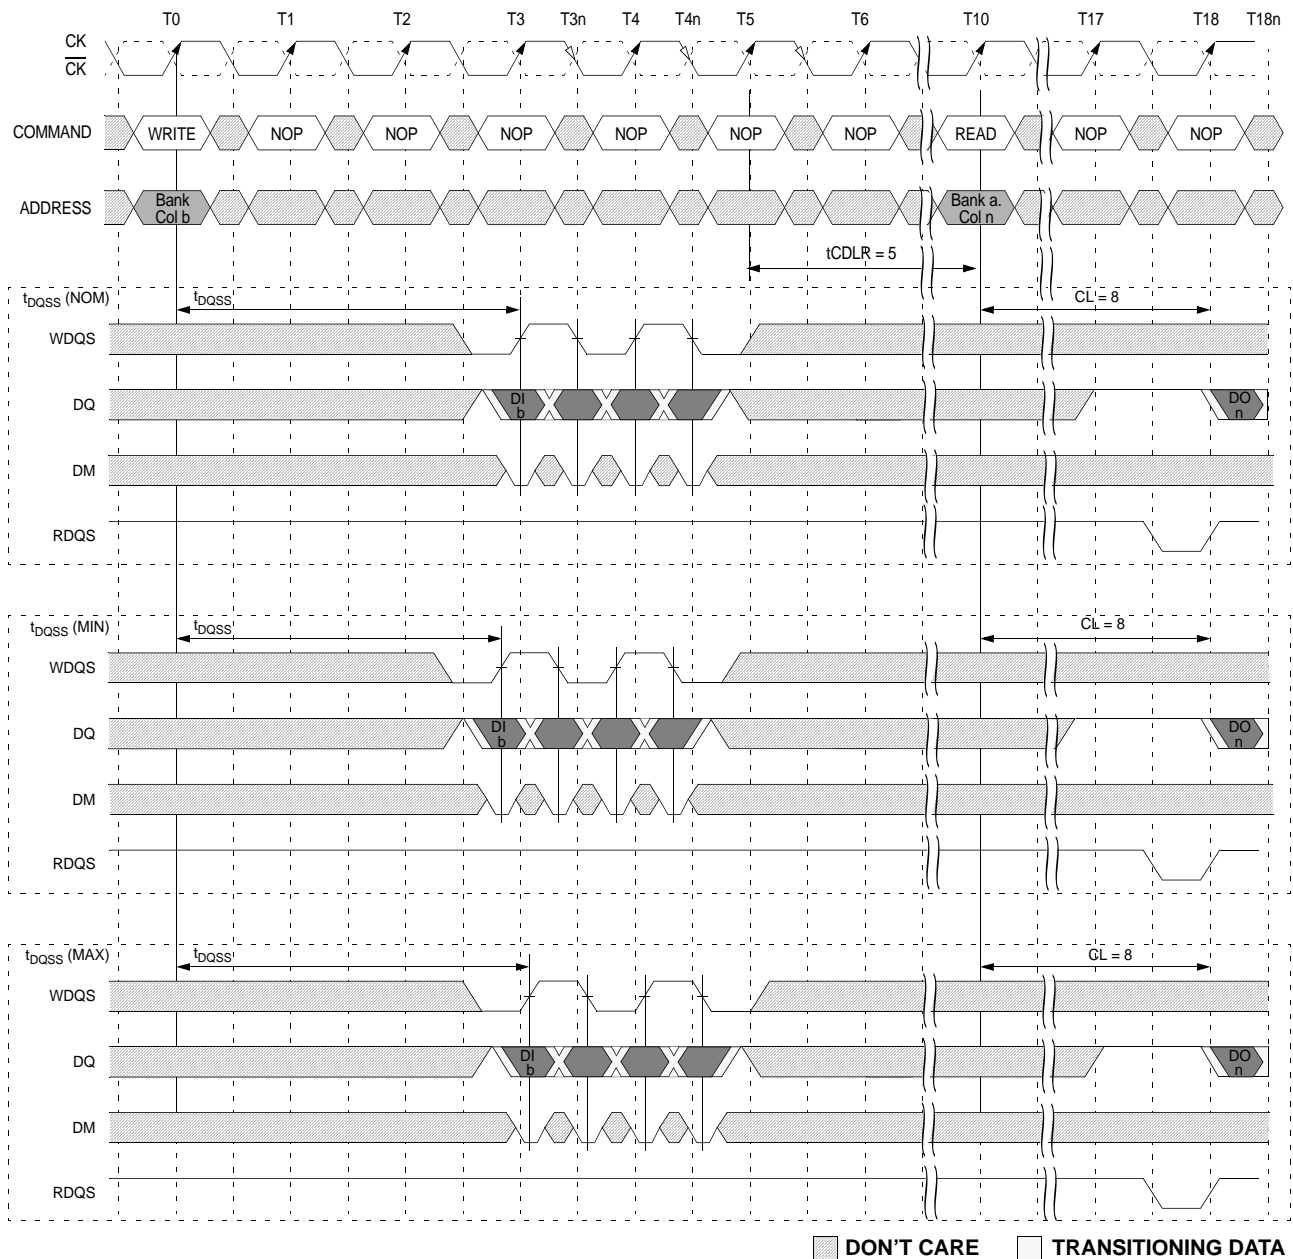 T0 T1 T2 T3 T3n T4 T4n T5 T6 T10 T17 T18 T18n
CK
CK
COMMAND WRITE NOP NOP NOP NOP NOP NOP READ NOP NOP
ADDRESS Bank Col b Bank a. Col n
tCDLR = 5
tDQSS (NOM) tDQSS CL = 8
WDQS
DQ DI b DO n
DM
RDQS
tDQSS (MIN) tDQSS CL = 8
WDQS
DQ DI b DO n
DM
RDQS
tDQSS (MAX) tDQSS CL = 8
WDQS
DQ DI b DO n
DM
RDQS
DON'T CARE TRANSITIONING DATA